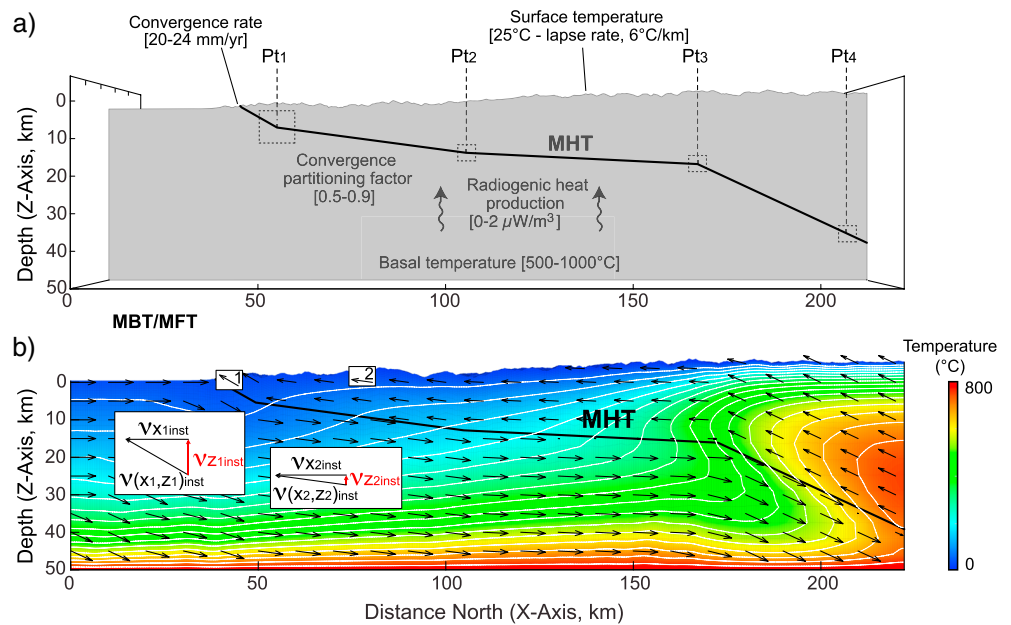 a)
Convergence rate
[20-24 mm/yr]
Surface temperature
[25°C - lapse rate, 6°C/km]
Pt1
Pt2
Pt3
Pt4
Depth (Z-Axis, km)
0
10
20
30
40
50
MHT
Convergence
partitioning factor
[0.5-0.9]
Radiogenic heat
production
[0-2 µW/m³]
Basal temperature [500-1000°C]
0
50
100
150
200
MBT/MFT
b)
Temperature
(°C)
800
0
Depth (Z-Axis, km)
0
10
20
30
40
50
1
2
MHT
νx1inst
νz1inst
ν(x1,z1)inst
νx2inst
νz2inst
ν(x2,z2)inst
0
50
100
150
200
Distance North (X-Axis, km)